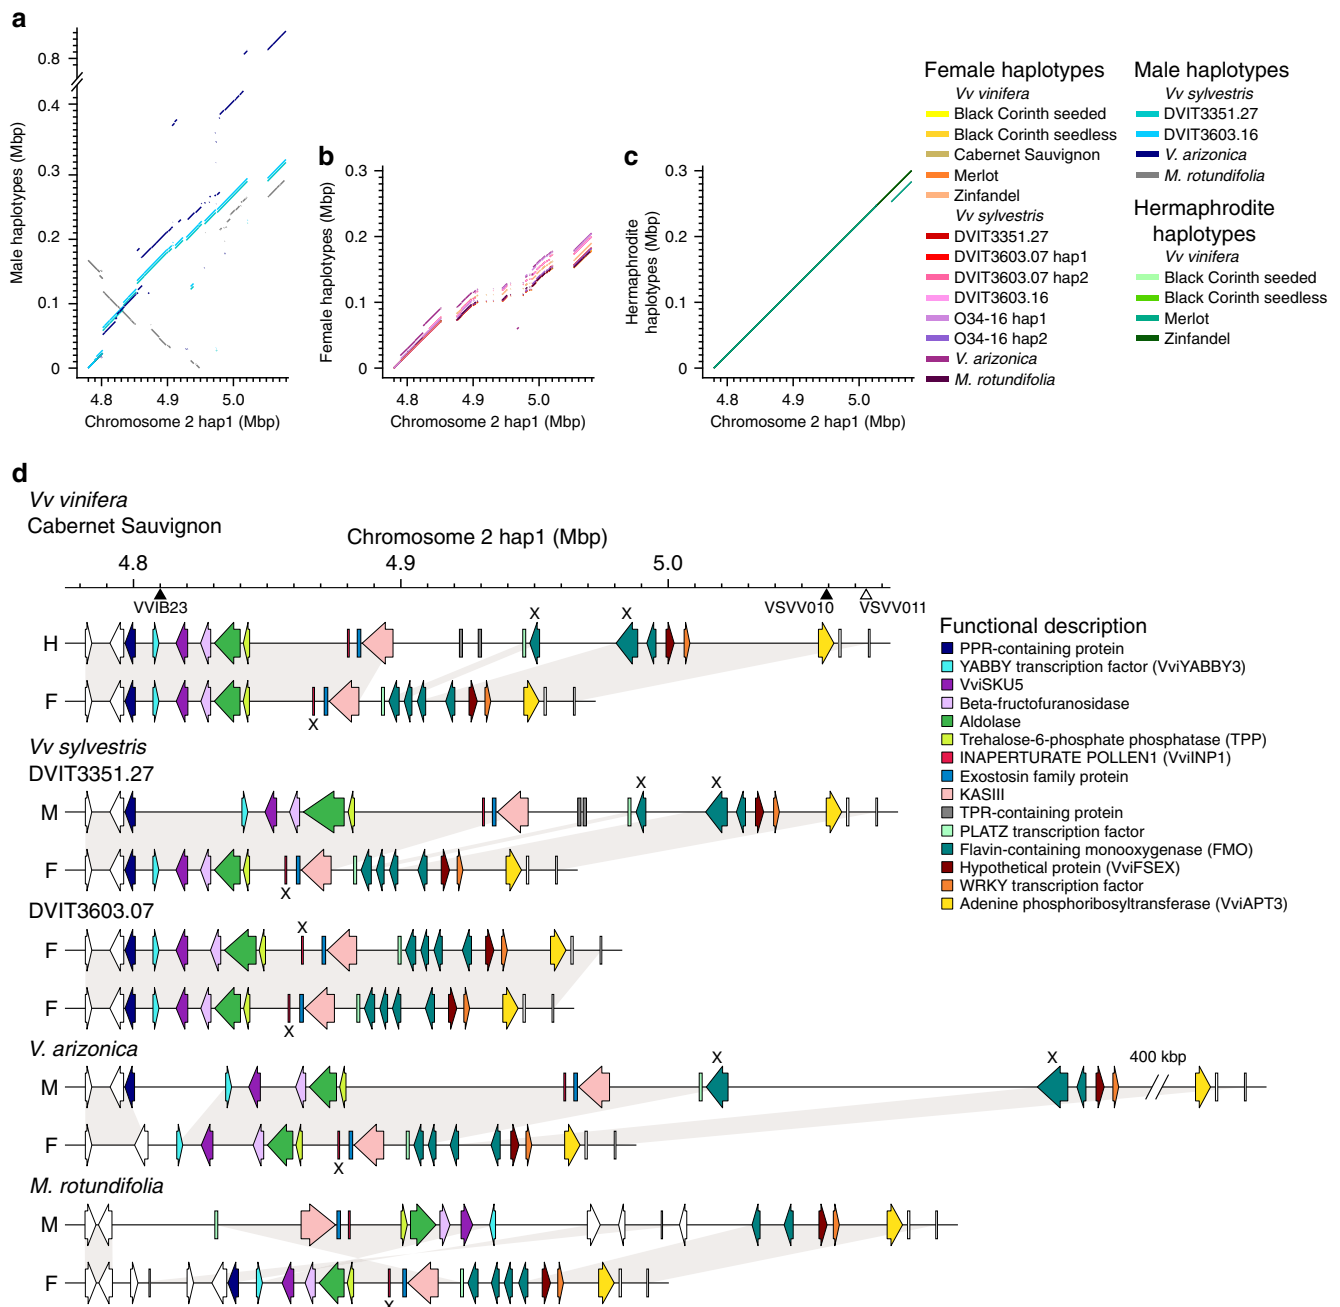 a
Male haplotypes (Mbp)
0.8
0.4
0.3
0.2
0.1
0
4.8 4.9 5.0
Chromosome 2 hap1 (Mbp)
b
Female haplotypes (Mbp)
0.3
0.2
0.1
0
4.8 4.9 5.0
Chromosome 2 hap1 (Mbp)
c
Hermaphrodite
haplotypes (Mbp)
0.3
0.2
0.1
0
4.8 4.9 5.0
Chromosome 2 hap1 (Mbp)
Female haplotypes
Vv vinifera
Black Corinth seeded
Black Corinth seedless
Cabernet Sauvignon
Merlot
Zinfandel
Vv sylvestris
DVIT3351.27
DVIT3603.07 hap1
DVIT3603.07 hap2
DVIT3603.16
O34-16 hap1
O34-16 hap2
V. arizonica
M. rotundifolia
Male haplotypes
Vv sylvestris
DVIT3351.27
DVIT3603.16
V. arizonica
M. rotundifolia
Hermaphrodite
haplotypes
Vv vinifera
Black Corinth seeded
Black Corinth seedless
Merlot
Zinfandel
d
Vv vinifera
Cabernet Sauvignon
Chromosome 2 hap1 (Mbp)
4.8 4.9 5.0
VVIB23 VSVV010 VSVV011
X X
H
F
X
Vv sylvestris
DVIT3351.27
X X
M
F
X
DVIT3603.07
X
F
F
X
V. arizonica
X X 400 kbp
M
F
X
M. rotundifolia
M
F
X
Functional description
PPR-containing protein
YABBY transcription factor (VviYABBY3)
VviSKU5
Beta-fructofuranosidase
Aldolase
Trehalose-6-phosphate phosphatase (TPP)
INAPERTURATE POLLEN1 (VviINP1)
Exostosin family protein
KASIII
TPR-containing protein
PLATZ transcription factor
Flavin-containing monooxygenase (FMO)
Hypothetical protein (VviFSEX)
WRKY transcription factor
Adenine phosphoribosyltransferase (VviAPT3)